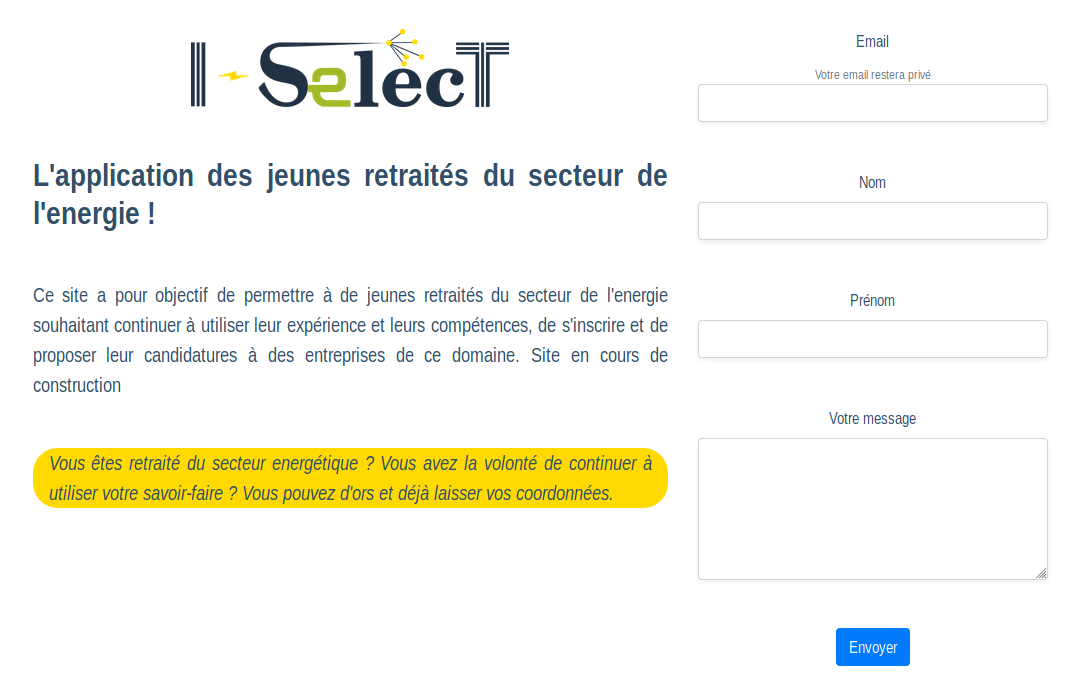 I-SelecT
L'application des jeunes retraités du secteur de
l'energie !
Ce site a pour objectif de permettre à de jeunes retraités du secteur de l'energie
souhaitant continuer à utiliser leur expérience et leurs compétences, de s'inscrire et de
proposer leur candidatures à des entreprises de ce domaine. Site en cours de
construction
Vous êtes retraité du secteur energétique ? Vous avez la volonté de continuer à
utiliser votre savoir-faire ? Vous pouvez d'ors et déjà laisser vos coordonnées.
Email
Votre email restera privé
Nom
Prénom
Votre message
Envoyer